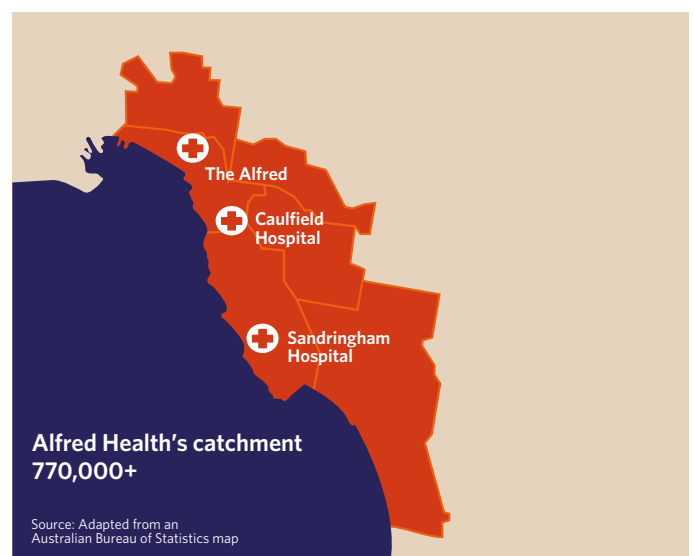 The Alfred
Caulfield
Hospital
Sandringham
Hospital
Alfred Health’s catchment
770,000+
Source: Adapted from an
Australian Bureau of Statistics map